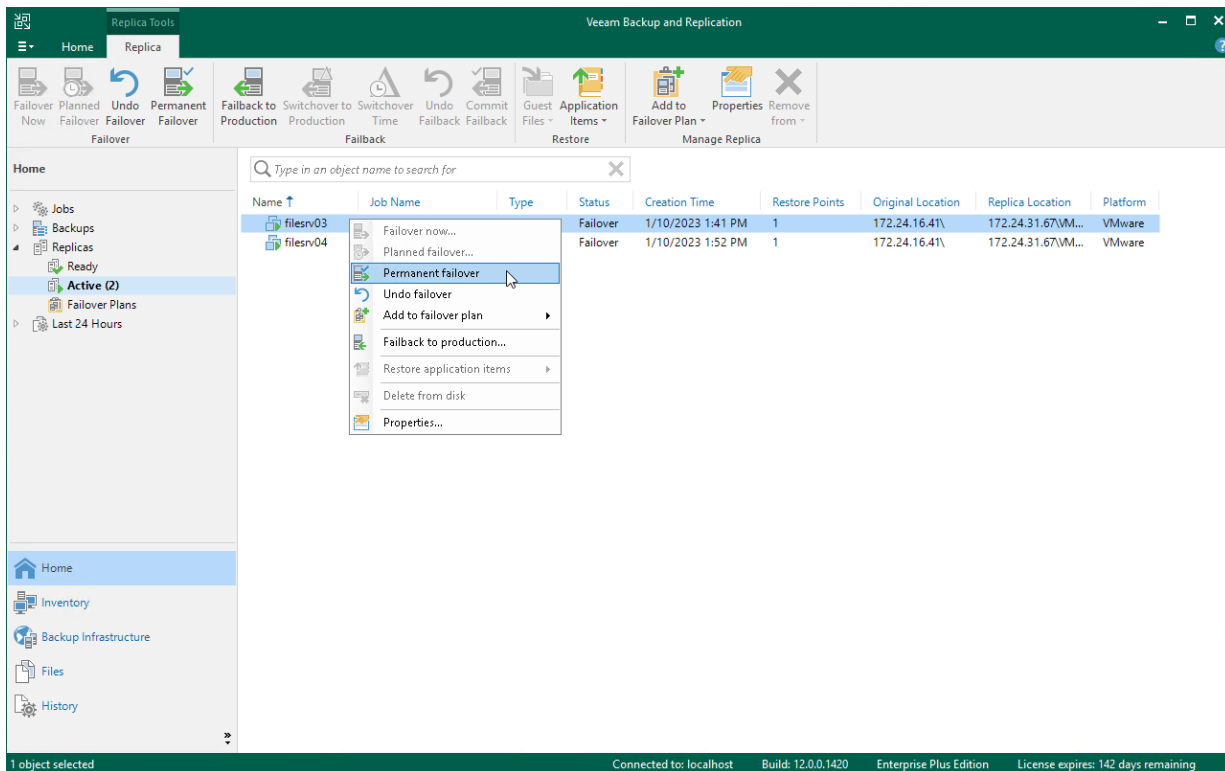 Replica Tools
Veeam Backup and Replication
Home Replica
Failover Now
Planned Failover
Undo Failover
Permanent Failover
Failback to Production
Switchover to Production
Switchover Time
Undo Failback
Commit Failback
Guest Files
Application Items
Add to Failover Plan
Properties
Remove from
Failover Failback Restore Manage Replica
Home
Type in an object name to search for
Jobs
Backups
Replicas
Ready
Active (2)
Failover Plans
Last 24 Hours
Name Job Name Type Status Creation Time Restore Points Original Location Replica Location Platform
filesrv03 Failover 1/10/2023 1:41 PM 1 172.24.16.41\ 172.24.31.67\VM... VMware
filesrv04 Failover 1/10/2023 1:52 PM 1 172.24.16.41\ 172.24.31.67\VM... VMware
Failover now...
Planned failover...
Permanent failover
Undo failover
Add to failover plan
Failback to production...
Restore application items
Delete from disk
Properties...
Home
Inventory
Backup Infrastructure
Files
History
1 object selected Connected to: localhost Build: 12.0.0.1420 Enterprise Plus Edition License expires: 142 days remaining